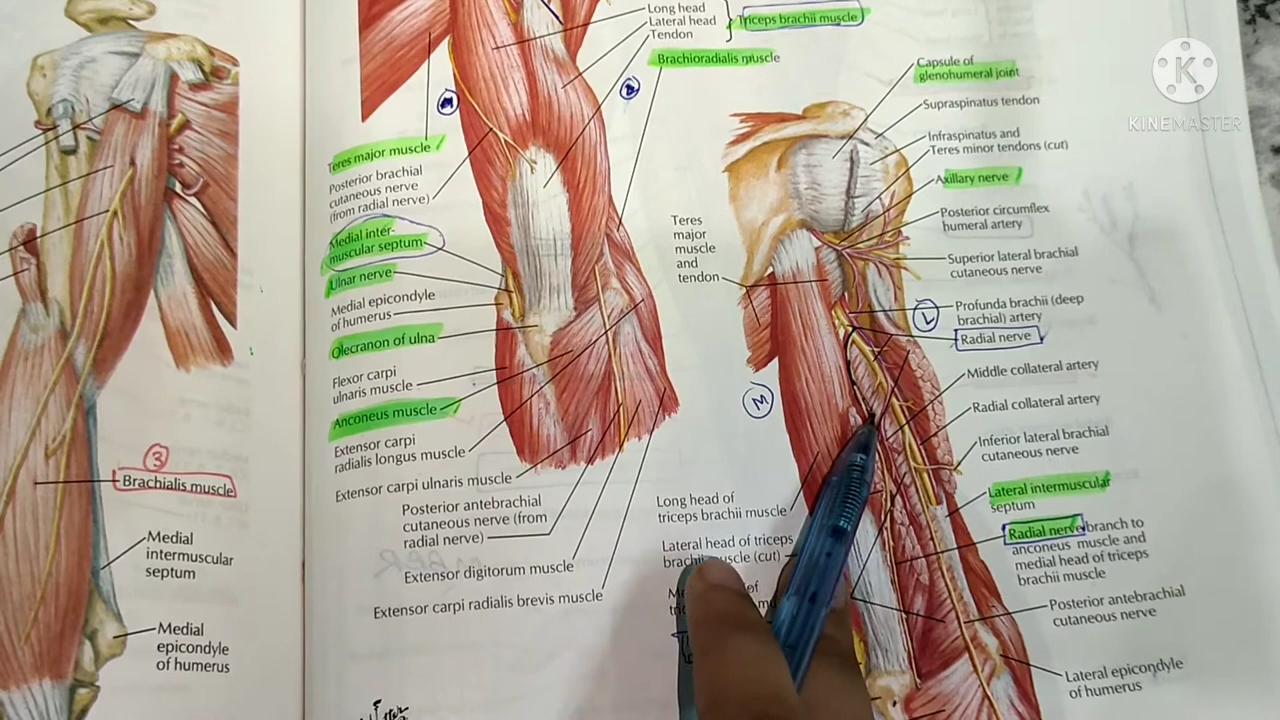 Long head
Lateral head
Tendon
Triceps brachii muscle
Brachioradialis muscle
Teres major muscle
Posterior brachial
cutaneous nerve
(from radial nerve)
Medial inter-
muscular septum
Ulnar nerve
Medial epicondyle
of humerus
Olecranon of ulna
Flexor carpi
ulnaris muscle
Anconeus muscle
Extensor carpi
radialis longus muscle
Extensor carpi ulnaris muscle
Posterior antebrachial
cutaneous nerve (from
radial nerve)
Extensor digitorum muscle
Extensor carpi radialis brevis muscle
3
Brachialis muscle
Medial
intermuscular
septum
Medial
epicondyle
of humerus
Capsule of
glenohumeral joint
Supraspinatus tendon
Infraspinatus and
Teres minor tendons (cut)
Axillary nerve
Posterior circumflex
humeral artery
Superior lateral brachial
cutaneous nerve
Teres
major
muscle
and
tendon
L
Profunda brachii (deep
brachial) artery
Radial nerve
Middle collateral artery
M
Radial collateral artery
Inferior lateral brachial
cutaneous nerve
Lateral intermuscular
septum
Long head of
triceps brachii muscle
Lateral head of triceps
brachii muscle (cut)
of
Radial nerve branch to
anconeus muscle and
medial head of triceps
brachii muscle
Posterior antebrachial
cutaneous nerve
Lateral epicondyle
of humerus
K
KINEMASTER